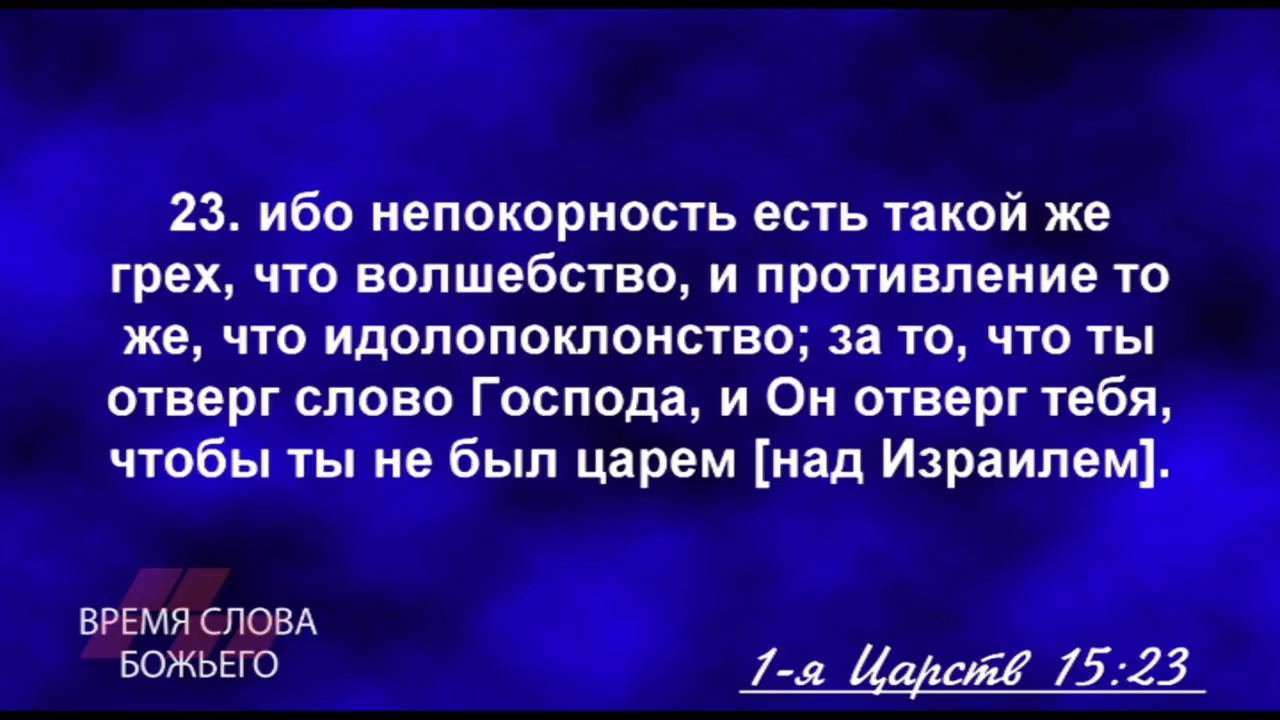 23. ибо непокорность есть такой же
грех, что волшебство, и противление то
же, что идолопоклонство; за то, что ты
отверг слово Господа, и Он отверг тебя,
чтобы ты не был царем [над Израилем].
ВРЕМЯ СЛОВА
БОЖЬЕГО
1-я Царств 15:23